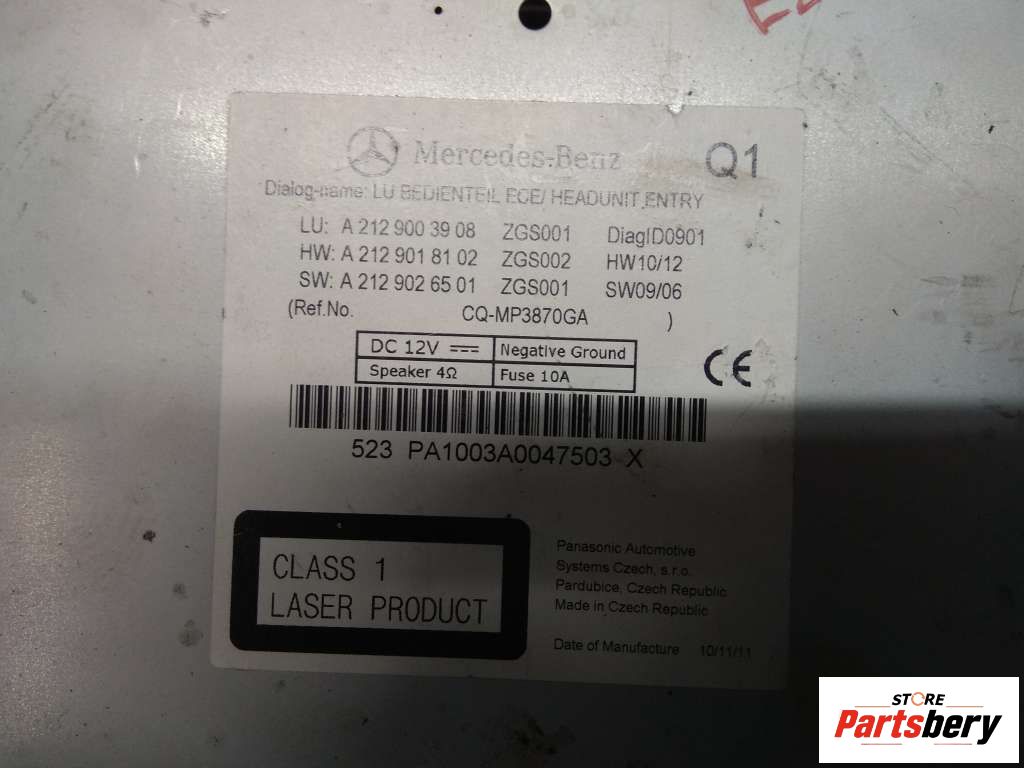 Mercedes-Benz Q1
Dialog-name: LU BEDIENTEIL ECE/ HEADUNIT ENTRY
LU: A 212 900 39 08 ZGS001 DiagID0901
HW: A 212 901 81 02 ZGS002 HW10/12
SW: A 212 902 65 01 ZGS001 SW09/06
(Ref.No. CQ-MP3870GA )
DC 12V Negative Ground
Speaker 4Ω Fuse 10A
CE
523 PA1003A0047503 X
CLASS 1
LASER PRODUCT
Panasonic Automotive
Systems Czech, s.r.o.
Pardubice, Czech Republic
Made in Czech Republic
Date of Manufacture 10/11/11
STORE
Partsbery